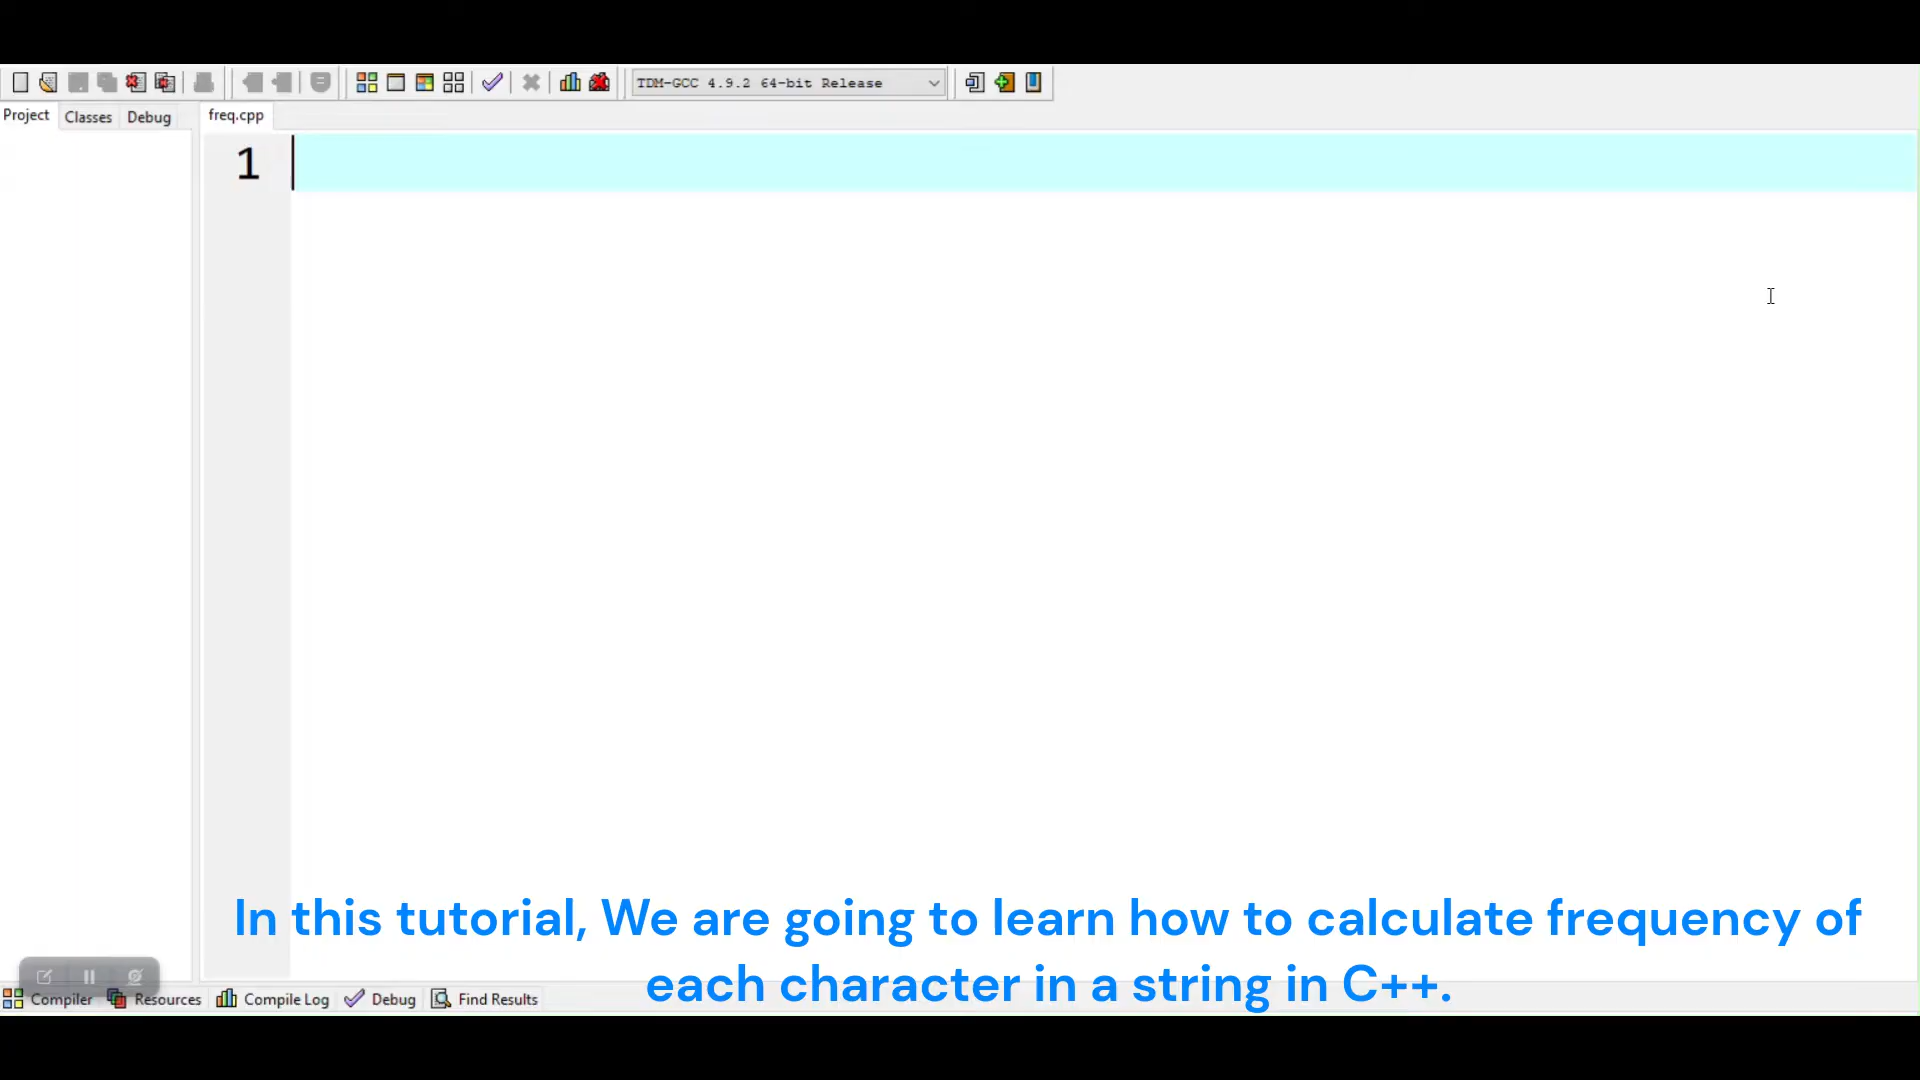 TDM-GCC 4.9.2 64-bit Release
Project Classes Debug freq.cpp
1
In this tutorial, We are going to learn how to calculate frequency of
each character in a string in C++.
Compiler Resources Compile Log Debug Find Results